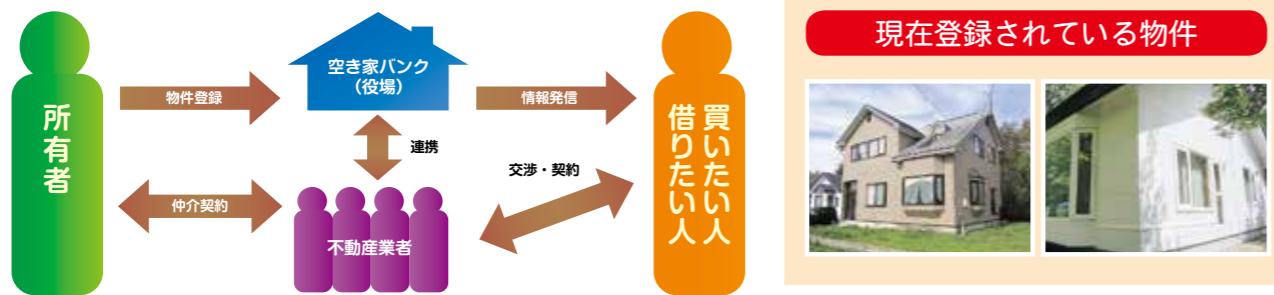 所有者
物件登録
空き家バンク
（役場）
情報発信
買いたい人
借りたい人
連携
仲介契約
不動産業者
交渉・契約
現在登録されている物件